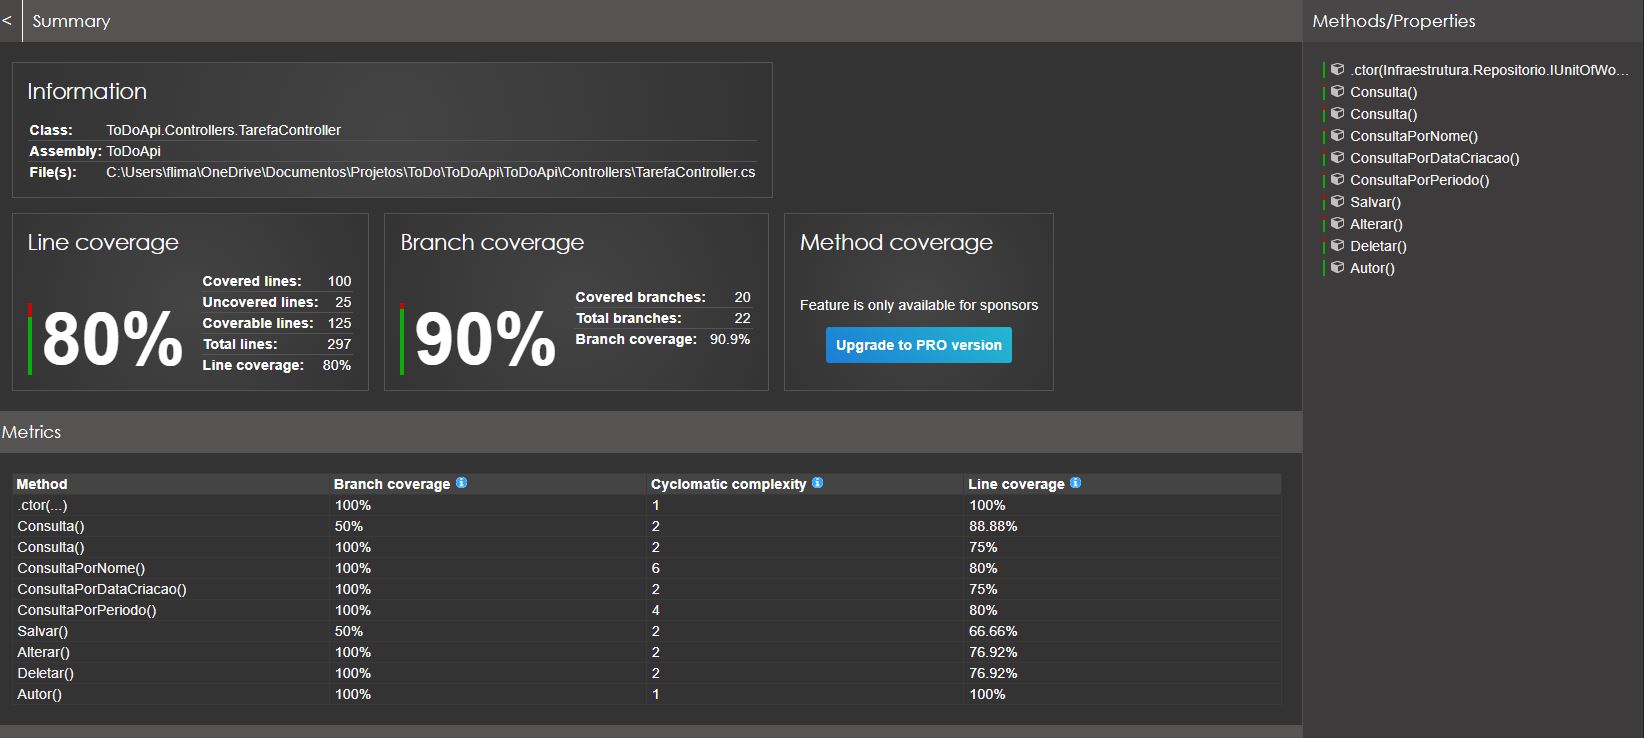 < Summary
Information
Class: ToDoApi.Controllers.TarefaController
Assembly: ToDoApi
File(s): C:\Users\flima\OneDrive\Documentos\Projetos\ToDo\ToDoApi\ToDoApi\Controllers\TarefaController.cs
Line coverage
80%
Covered lines: 100
Uncovered lines: 25
Coverable lines: 125
Total lines: 297
Line coverage: 80%
Branch coverage
90%
Covered branches: 20
Total branches: 22
Branch coverage: 90.9%
Method coverage
Feature is only available for sponsors
Upgrade to PRO version
Metrics
Method Branch coverage Cyclomatic complexity Line coverage
.ctor(...) 100% 1 100%
Consulta() 50% 2 88.88%
Consulta() 100% 2 75%
ConsultaPorNome() 100% 6 80%
ConsultaPorDataCriacao() 100% 2 75%
ConsultaPorPeriodo() 100% 4 80%
Salvar() 50% 2 66.66%
Alterar() 100% 2 76.92%
Deletar() 100% 2 76.92%
Autor() 100% 1 100%
Methods/Properties
.ctor(Infraestrutura.Repositorio.IUnitOfWo...
Consulta()
Consulta()
ConsultaPorNome()
ConsultaPorDataCriacao()
ConsultaPorPeriodo()
Salvar()
Alterar()
Deletar()
Autor()